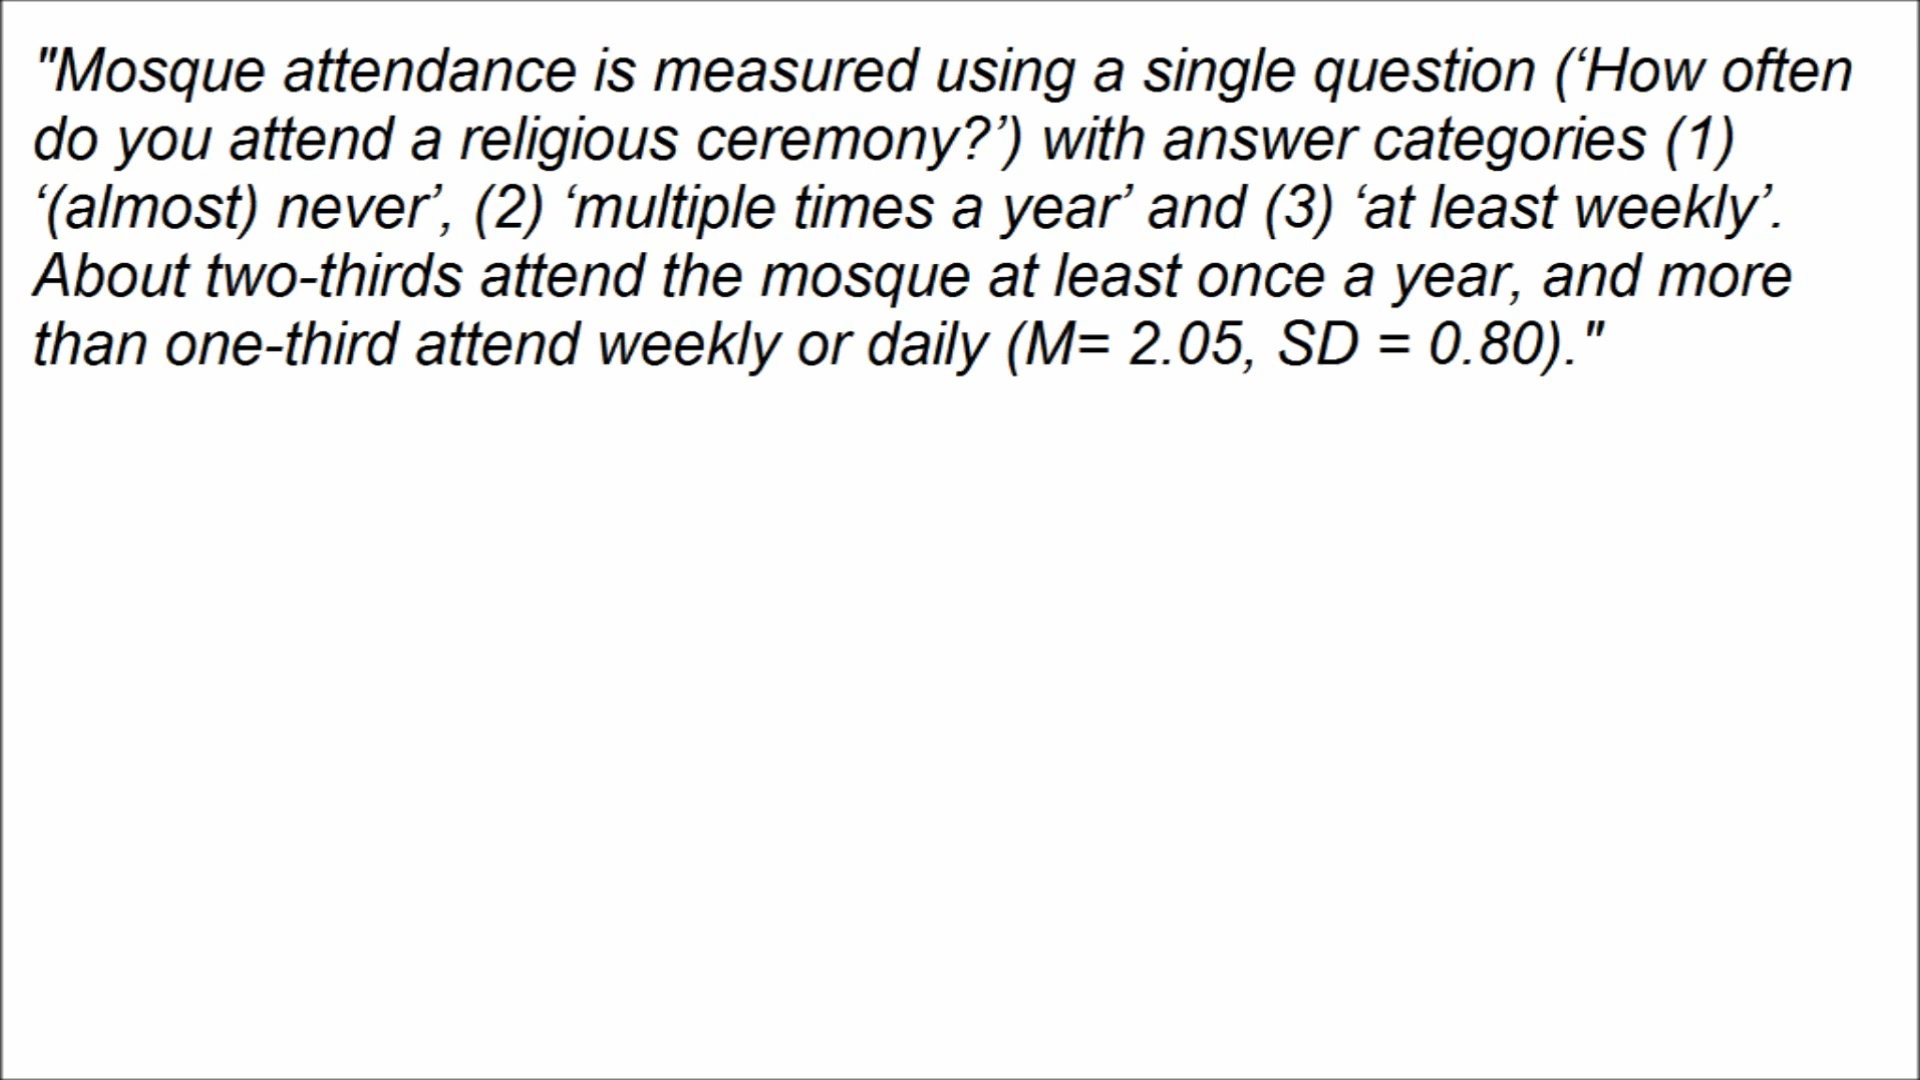 "Mosque attendance is measured using a single question (‘How often
do you attend a religious ceremony?’) with answer categories (1)
‘(almost) never’, (2) ‘multiple times a year’ and (3) ‘at least weekly’.
About two-thirds attend the mosque at least once a year, and more
than one-third attend weekly or daily (M= 2.05, SD = 0.80)."